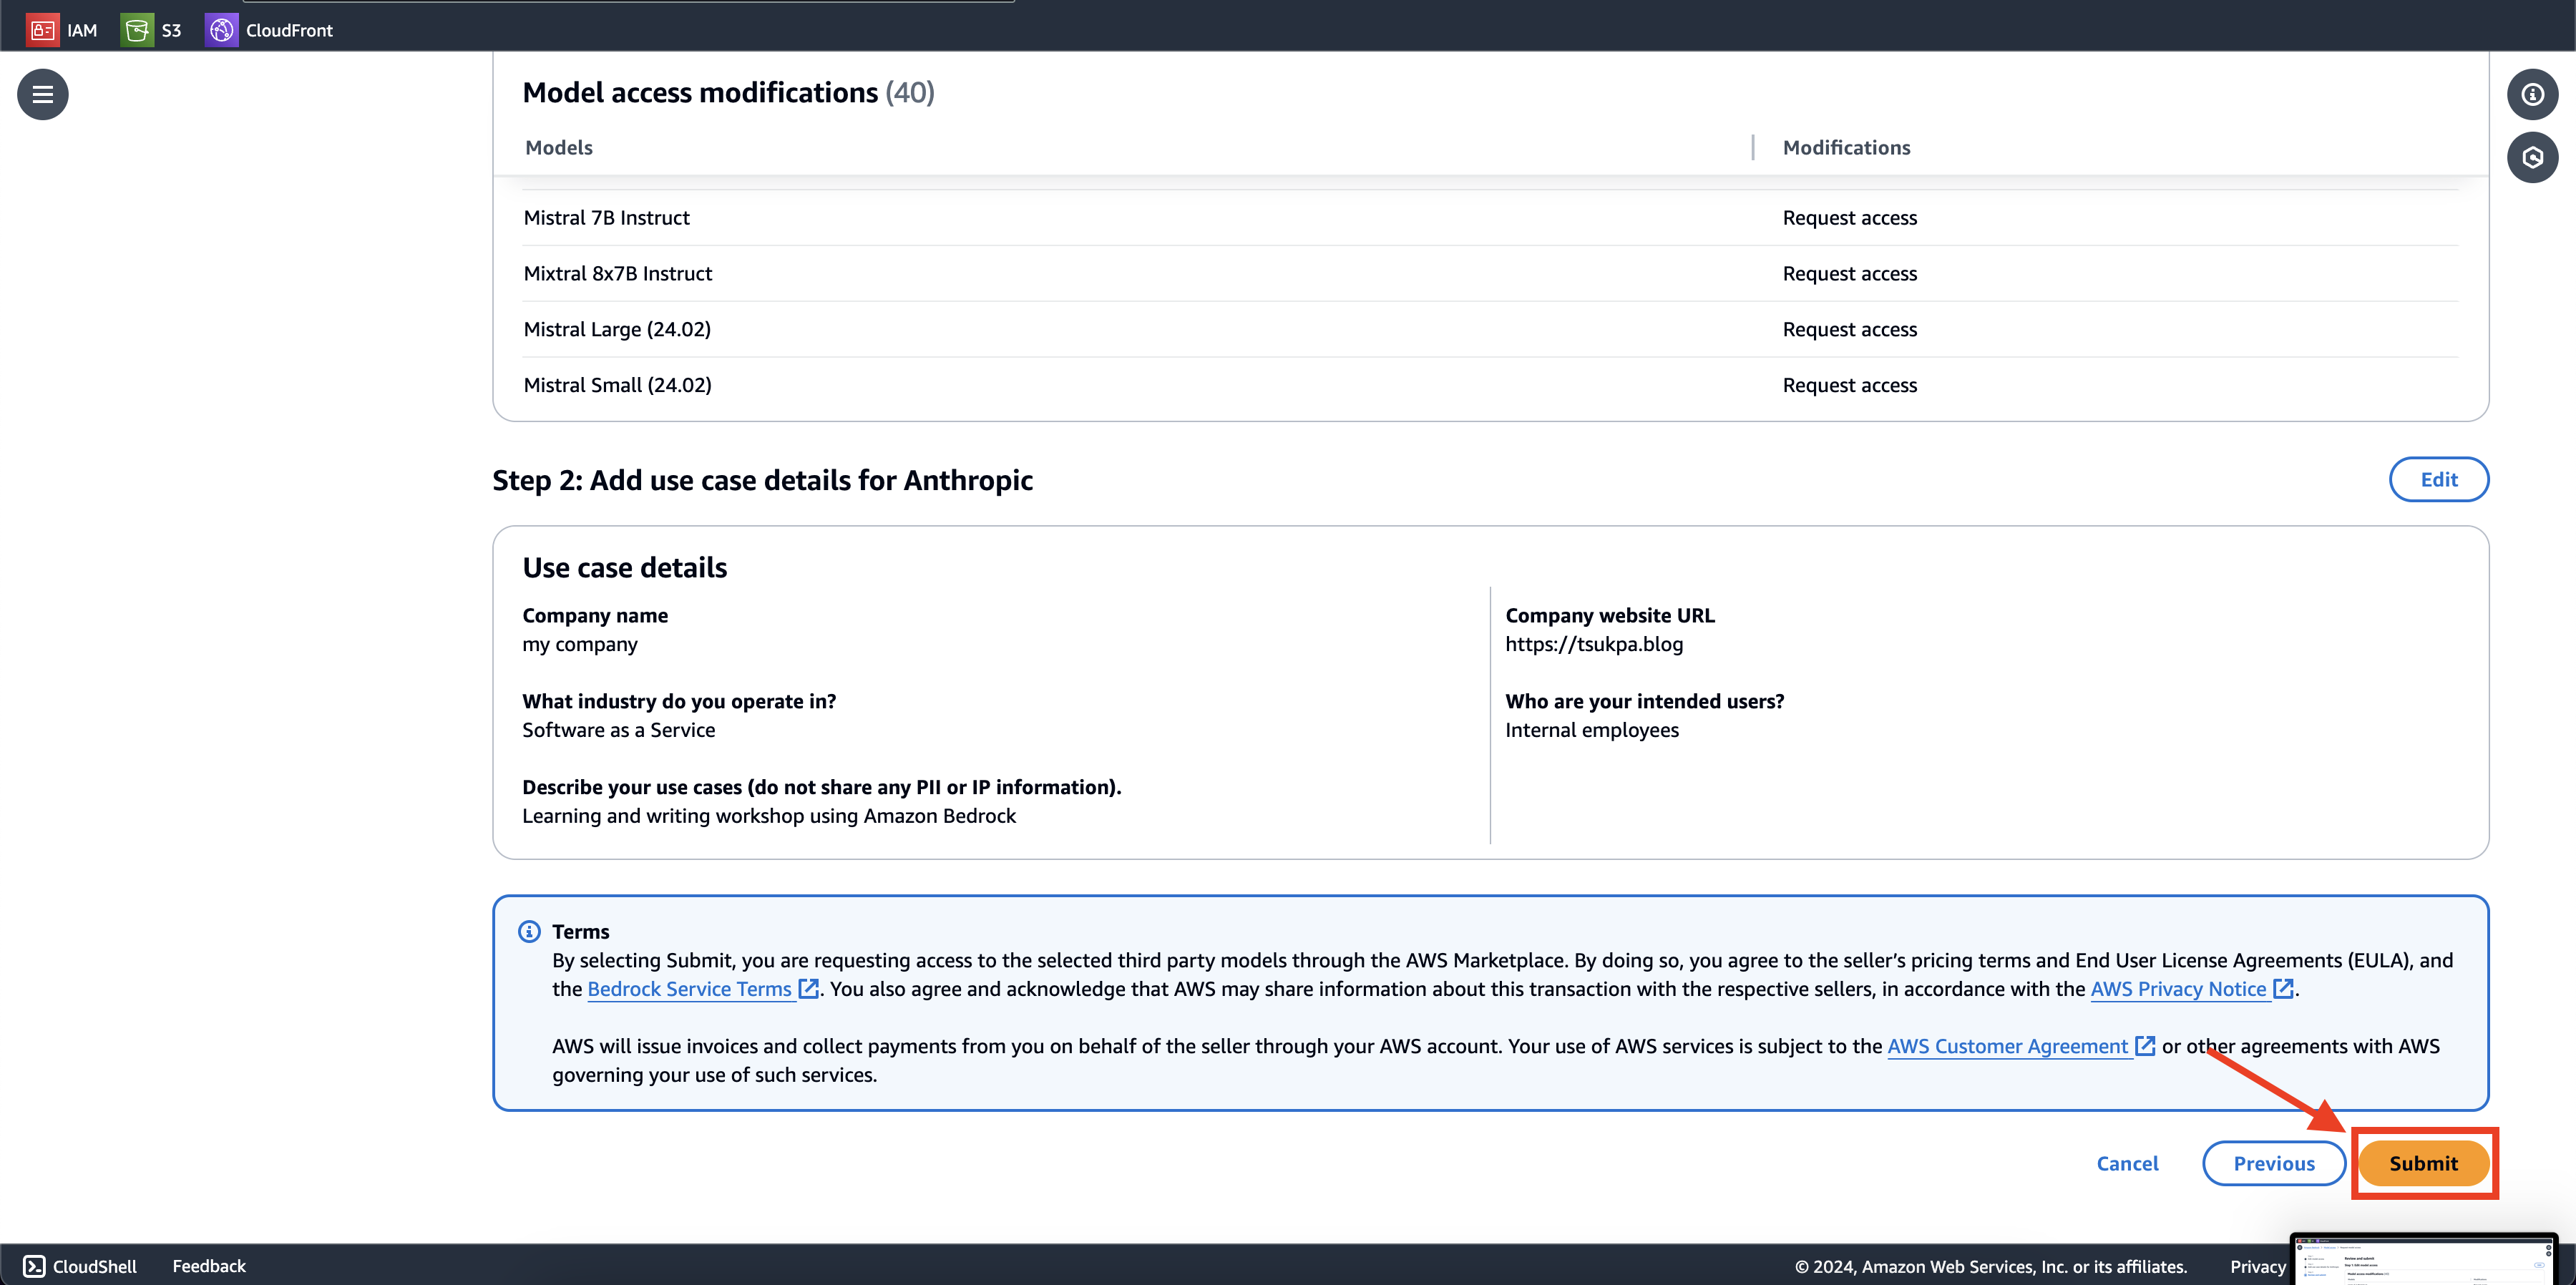 IAM S3 CloudFront
Model access modifications (40)
Models Modifications
Mistral 7B Instruct Request access
Mixtral 8x7B Instruct Request access
Mistral Large (24.02) Request access
Mistral Small (24.02) Request access
Step 2: Add use case details for Anthropic Edit
Use case details
Company name Company website URL
my company https://tsukpa.blog
What industry do you operate in? Who are your intended users?
Software as a Service Internal employees
Describe your use cases (do not share any PII or IP information).
Learning and writing workshop using Amazon Bedrock
Terms
By selecting Submit, you are requesting access to the selected third party models through the AWS Marketplace. By doing so, you agree to the seller’s pricing terms and End User License Agreements (EULA), and
the Bedrock Service Terms. You also agree and acknowledge that AWS may share information about this transaction with the respective sellers, in accordance with the AWS Privacy Notice.
AWS will issue invoices and collect payments from you on behalf of the seller through your AWS account. Your use of AWS services is subject to the AWS Customer Agreement or other agreements with AWS
governing your use of such services.
Cancel Previous Submit
CloudShell Feedback © 2024, Amazon Web Services, Inc. or its affiliates. Privacy